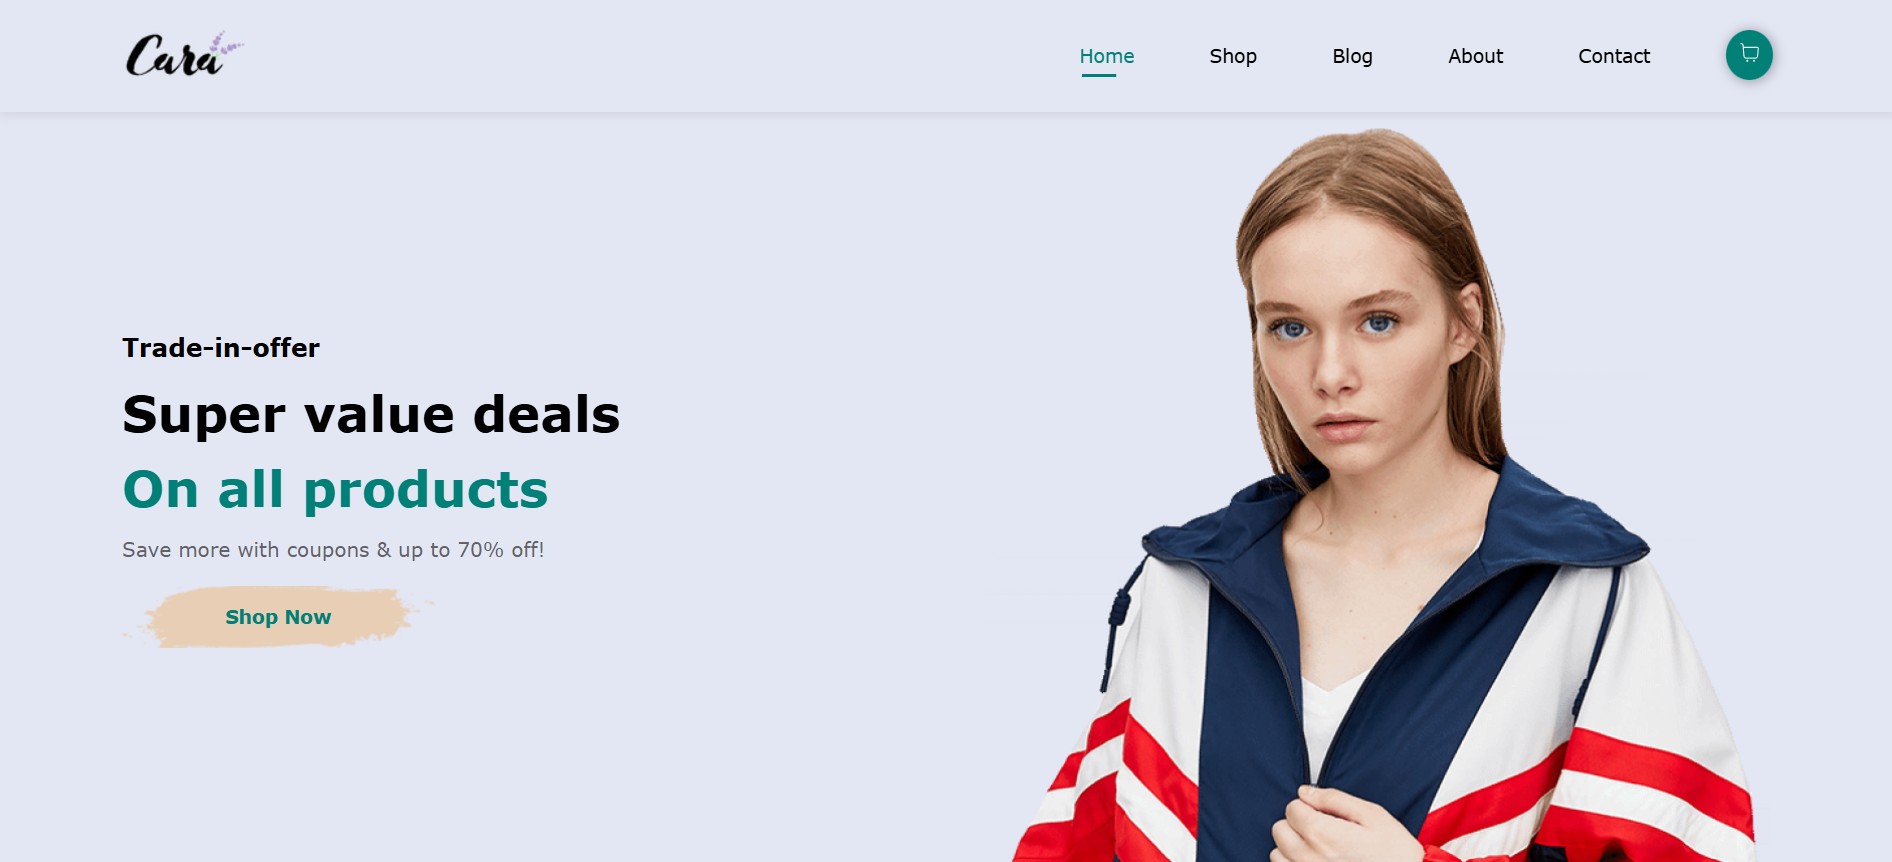 Cara
Home Shop Blog About Contact
Trade-in-offer
Super value deals
On all products
Save more with coupons & up to 70% off!
Shop Now